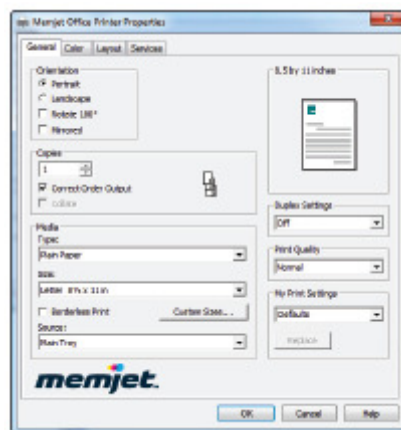 Memjet Office Printer Properties
General Color Layout Services
Orientation
Portrait
Landscape
Rotate 180°
Mirrored
Copies
1
Correct Order Output
Collate
Media
Type:
Plain Paper
Size:
Letter 8½ x 11 in
Borderless Print
Custom Sizes...
Source:
Main Tray
memjet.
8.5 by 11 inches
Duplex Settings
Off
Print Quality
Normal
My Print Settings
Defaults
Replace
OK Cancel Help